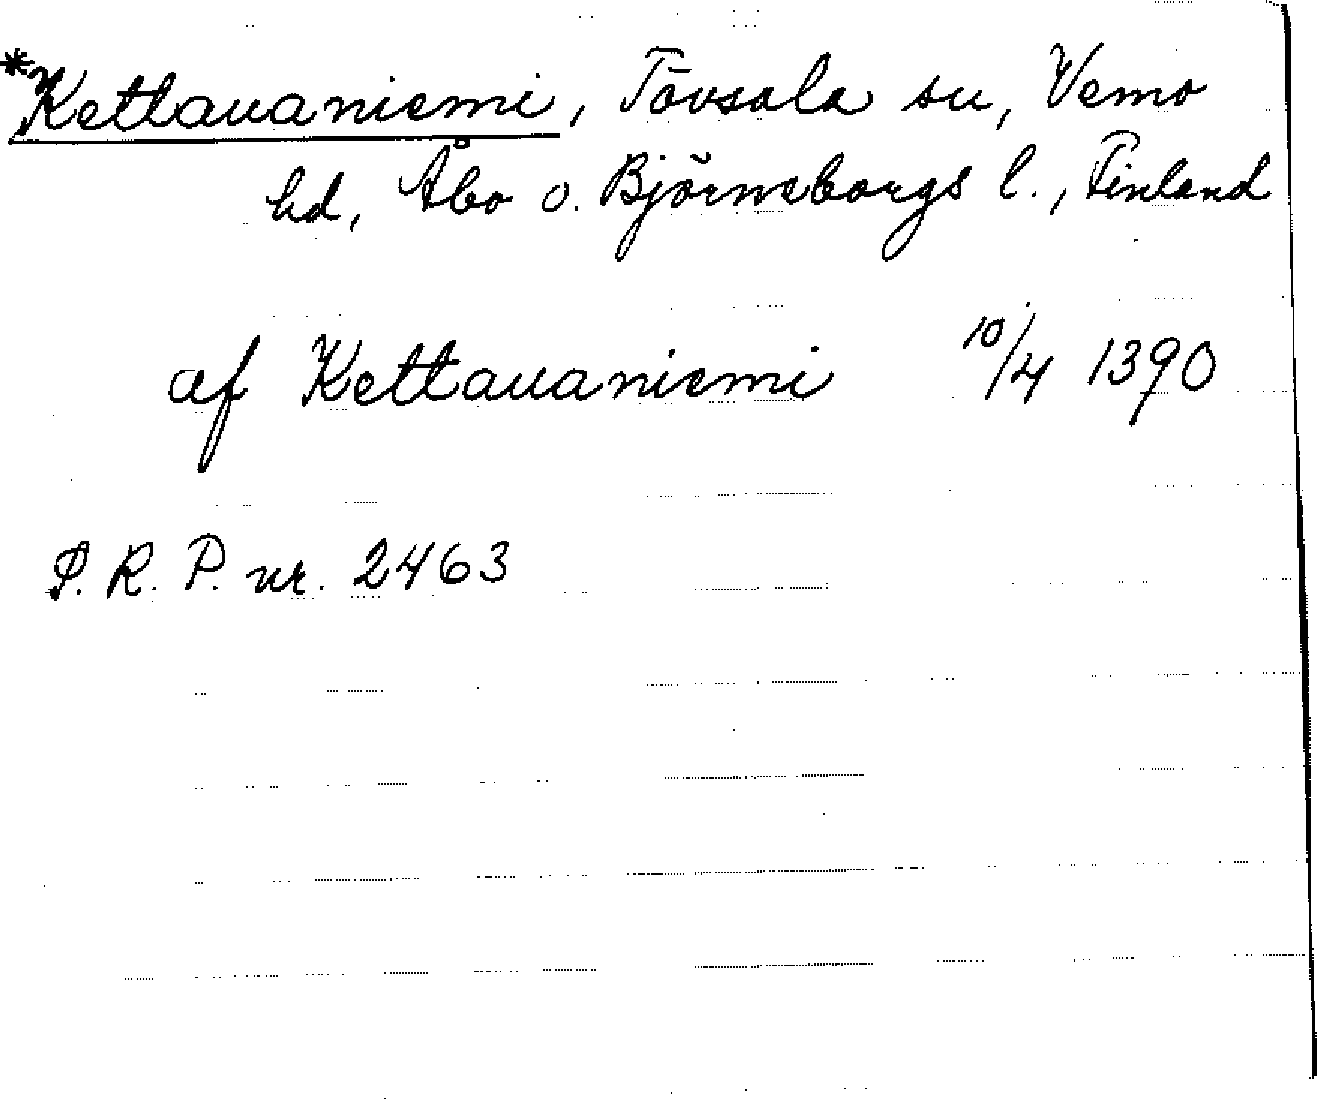 *Kettauaniemi, Tövsala sn, Vemo
hd, Åbo o. Björneborgs l., Finland
af Kettauaniemi 10/4 1390
S. R. P. nr. 2463